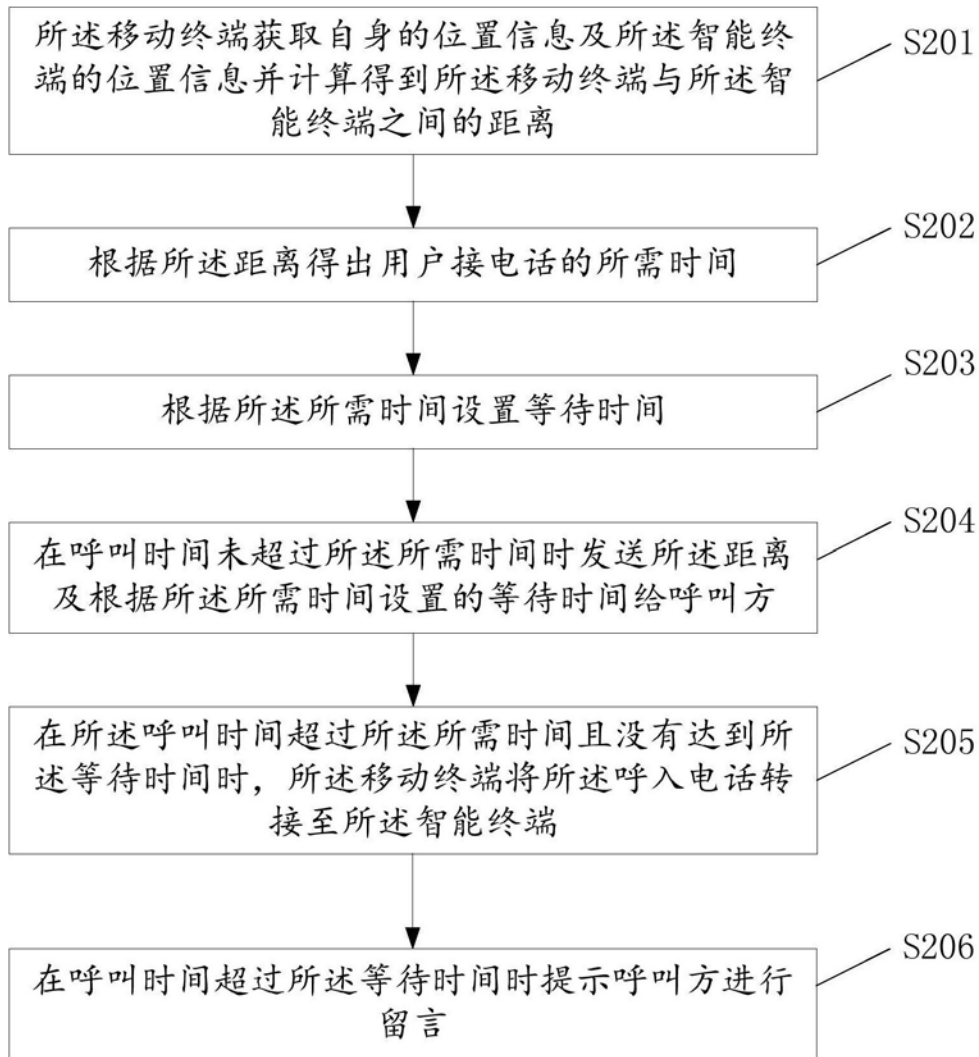 所述移动终端获取自身的位置信息及所述智能终
端的位置信息并计算得到所述移动终端与所述智
能终端之间的距离
S201
根据所述距离得出用户接电话的所需时间
S202
根据所述所需时间设置等待时间
S203
在呼叫时间未超过所述所需时间时发送所述距离
及根据所述所需时间设置的等待时间给呼叫方
S204
在所述呼叫时间超过所述所需时间且没有达到所
述等待时间时，所述移动终端将所述呼入电话转
接至所述智能终端
S205
在呼叫时间超过所述等待时间时提示呼叫方进行
留言
S206